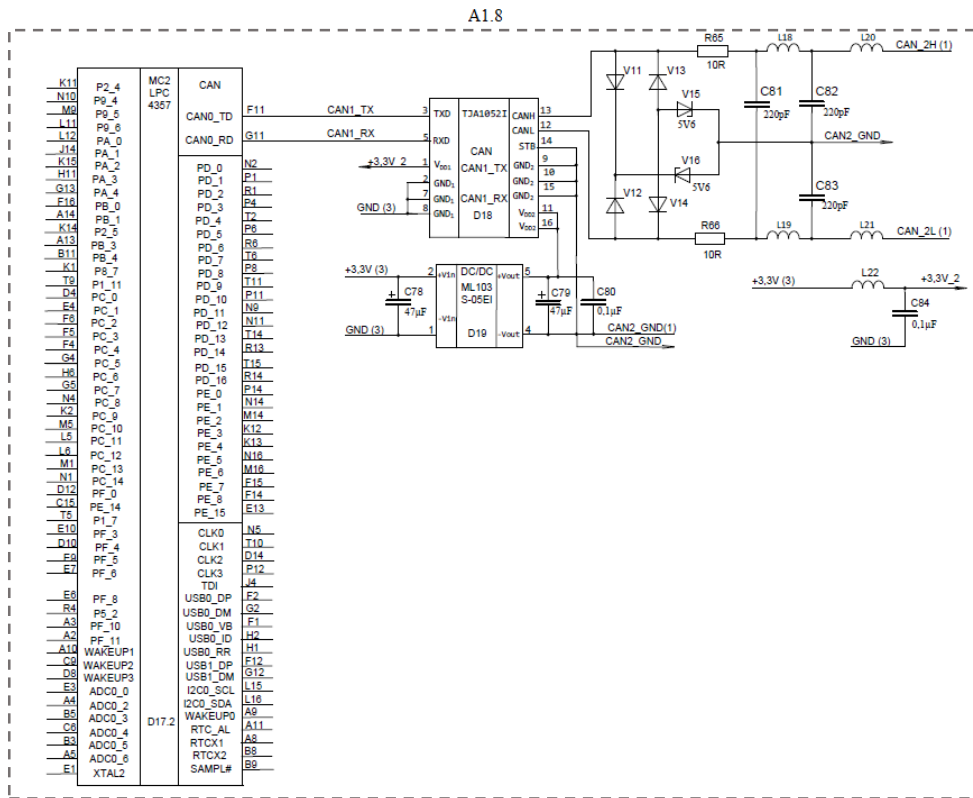 A1.8
MC2
LPC
4357
D17.2
K11 P2_4
N10 P9_4
M9 P9_5
L11 P9_6
L12 PA_0
J14 PA_1
K15 PA_2
H11 PA_3
G13 PA_4
F16 PB_0
A14 PB_1
K14 P2_5
A13 PB_3
B11 PB_4
K1 P8_7
T9 P1_11
D4 PC_0
E4 PC_1
F6 PC_2
F5 PC_3
F4 PC_4
G4 PC_5
H6 PC_6
G5 PC_7
N4 PC_8
K2 PC_9
M5 PC_10
L5 PC_11
L6 PC_12
M1 PC_13
N1 PC_14
D12 PF_0
C15 PE_14
T5 P1_7
E10 PF_3
D10 PF_4
E9 PF_5
E7 PF_6
E6 PF_8
R4 P5_2
A3 PF_10
A2 PF_11
A10 WAKEUP1
C9 WAKEUP2
D8 WAKEUP3
E3 ADC0_0
A4 ADC0_2
B5 ADC0_3
C6 ADC0_4
B3 ADC0_5
A5 ADC0_6
E1 XTAL2
CAN
CAN0_TD F11 CAN1_TX
CAN0_RD G11 CAN1_RX
PD_0 N2
PD_1 P1
PD_2 R1
PD_3 P4
PD_4 T2
PD_5 P6
PD_6 R6
PD_7 T6
PD_8 P8
PD_9 T11
PD_10 P11
PD_11 N9
PD_12 N11
PD_13 T14
PD_14 R13
PD_15 T15
PD_16 R14
PE_0 P14
PE_1 N14
PE_2 M14
PE_3 K12
PE_4 K13
PE_5 N16
PE_6 M16
PE_7 F15
PE_8 F14
PE_15 E13
CLK0 N5
CLK1 T10
CLK2 D14
CLK3 P12
TDI J4
USB0_DP F2
USB0_DM G2
USB0_VB F1
USB0_ID H2
USB0_RR H1
USB1_DP F12
USB1_DM G12
I2C0_SCL L15
I2C0_SDA L16
WAKEUP0 A9
RTC_AL A11
RTCX1 A8
RTCX2 B8
SAMPL# B9
3 TXD
5 RXD
+3,3V_2 1 VDD1
2 GND1
7 GND1
GND (3) 8 GND1
TJA1052I
CAN
CAN1_TX
CAN1_RX
D18
CANH 13
CANL 12
STB 14
GND2 9
GND2 10
GND2 15
VDD2 11
VDD2 16
V11
V13
V15
5V6
V16
5V6
V12
V14
R65
10R
L18
L20
CAN_2H (1)
C81
220pF
C82
220pF
CAN2_GND
C83
220pF
R66
10R
L19
L21
CAN_2L (1)
+3,3V (3) 2 +Vin
C78
47µF
GND (3) 1 -Vin
DC/DC
ML103
S-05EI
D19
+Vout 5
-Vout 4
C79
47µF
C80
0,1µF
CAN2_GND(1)
CAN2_GND
+3,3V (3)
L22
+3,3V_2
C84
0,1µF
GND (3)